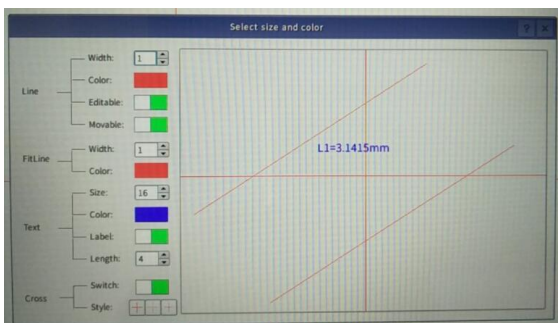 Select size and color
? ×
Line
Width: 1
Color:
Editable:
Movable:
FitLine
Width: 1
Color:
Text
Size: 16
Color:
Label:
Length: 4
Cross
Switch:
Style:
L1=3.1415mm